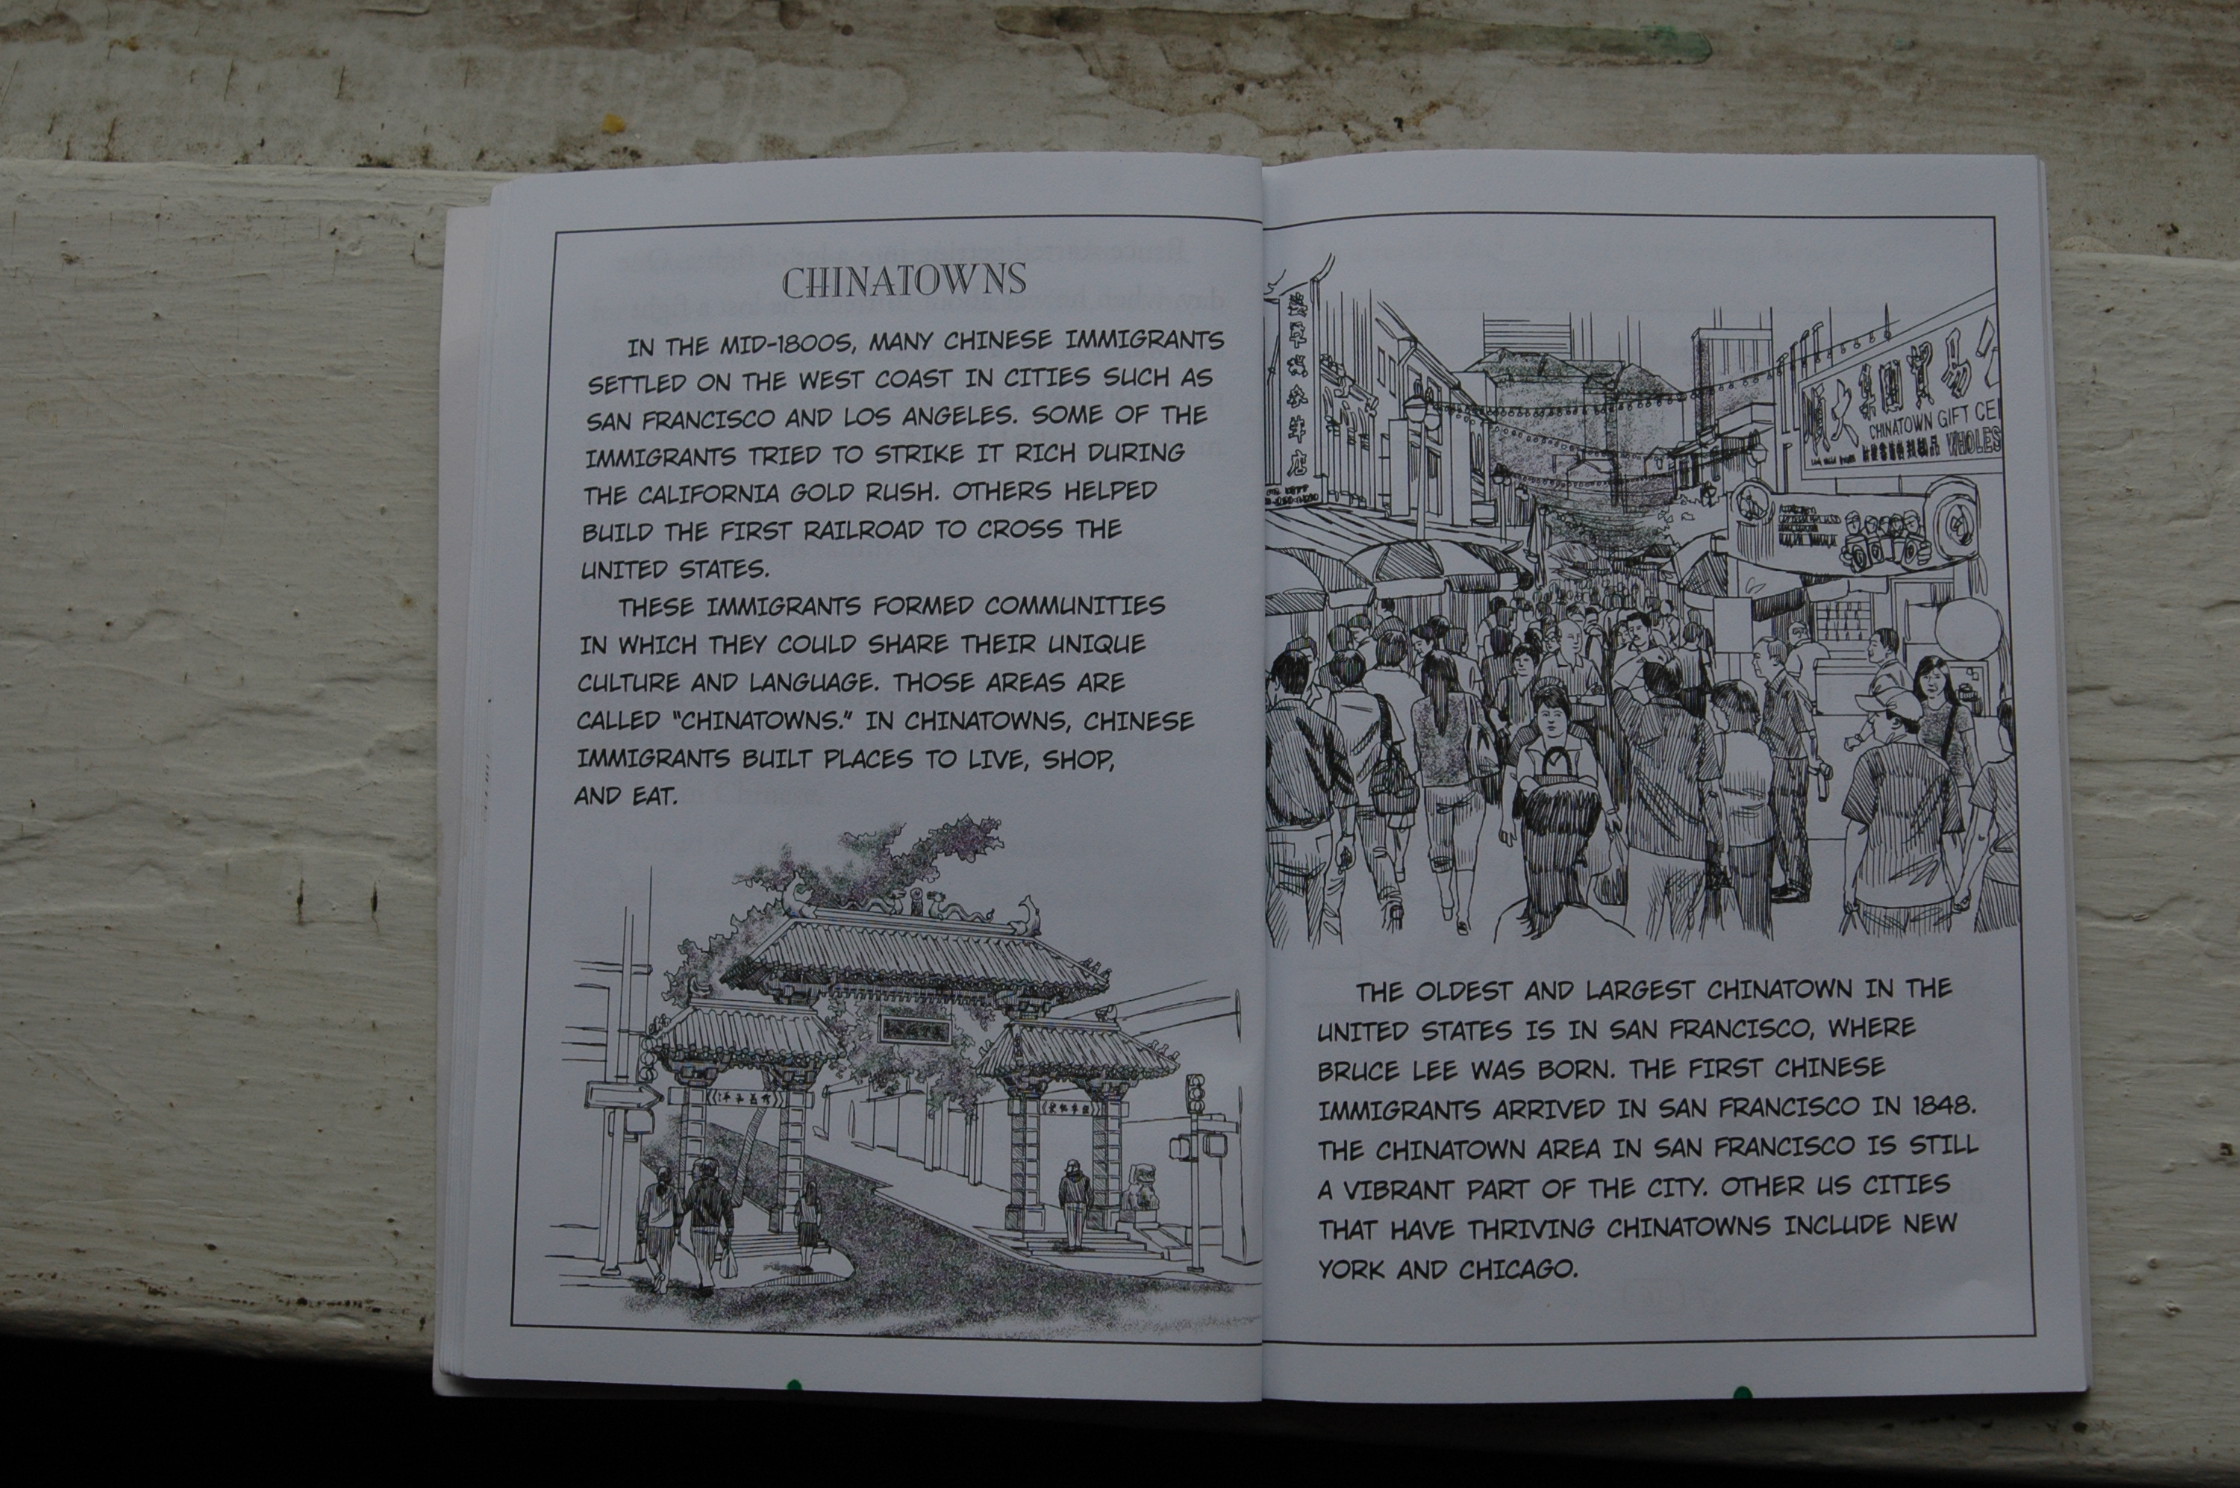 CHINATOWNS
IN THE MID-1800S, MANY CHINESE IMMIGRANTS
SETTLED ON THE WEST COAST IN CITIES SUCH AS
SAN FRANCISCO AND LOS ANGELES. SOME OF THE
IMMIGRANTS TRIED TO STRIKE IT RICH DURING
THE CALIFORNIA GOLD RUSH. OTHERS HELPED
BUILD THE FIRST RAILROAD TO CROSS THE
UNITED STATES.
THESE IMMIGRANTS FORMED COMMUNITIES
IN WHICH THEY COULD SHARE THEIR UNIQUE
CULTURE AND LANGUAGE. THOSE AREAS ARE
CALLED "CHINATOWNS." IN CHINATOWNS, CHINESE
IMMIGRANTS BUILT PLACES TO LIVE, SHOP,
AND EAT.
CHINATOWN GIFT CE
WHOLES
THE OLDEST AND LARGEST CHINATOWN IN THE
UNITED STATES IS IN SAN FRANCISCO, WHERE
BRUCE LEE WAS BORN. THE FIRST CHINESE
IMMIGRANTS ARRIVED IN SAN FRANCISCO IN 1848.
THE CHINATOWN AREA IN SAN FRANCISCO IS STILL
A VIBRANT PART OF THE CITY. OTHER US CITIES
THAT HAVE THRIVING CHINATOWNS INCLUDE NEW
YORK AND CHICAGO.